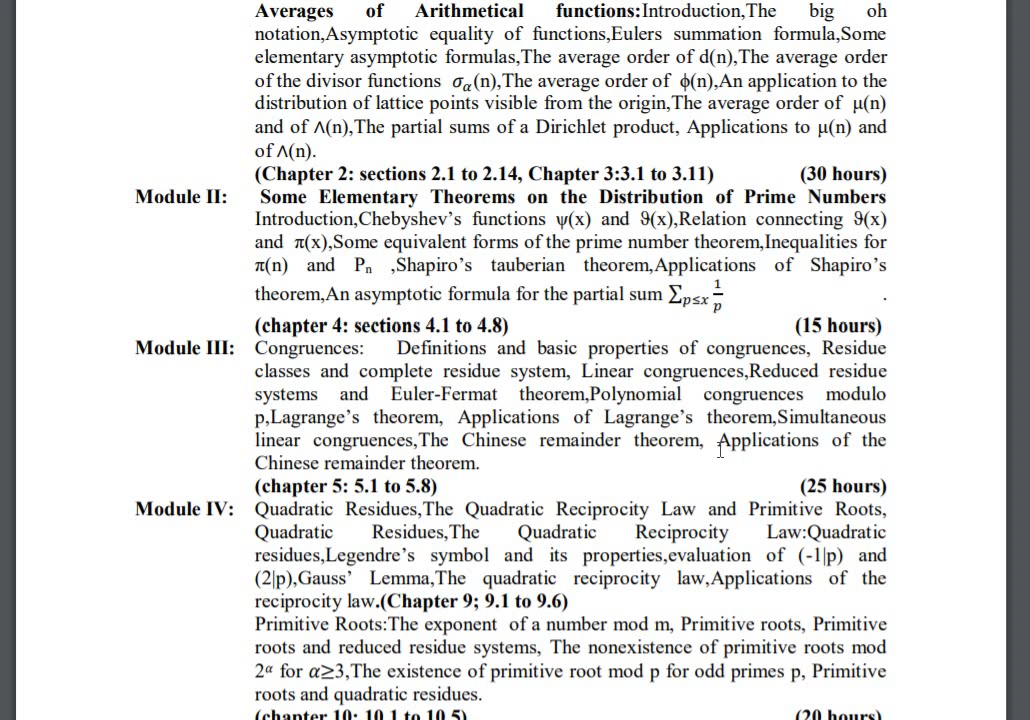 Averages of Arithmetical functions:Introduction,The big oh
notation,Asymptotic equality of functions,Eulers summation formula,Some
elementary asymptotic formulas,The average order of d(n),The average order
of the divisor functions σα(n),The average order of ϕ(n),An application to the
distribution of lattice points visible from the origin,The average order of μ(n)
and of Λ(n),The partial sums of a Dirichlet product, Applications to μ(n) and
of Λ(n).
(Chapter 2: sections 2.1 to 2.14, Chapter 3:3.1 to 3.11) (30 hours)
Module II: Some Elementary Theorems on the Distribution of Prime Numbers
Introduction,Chebyshev’s functions ψ(x) and ϑ(x),Relation connecting ϑ(x)
and π(x),Some equivalent forms of the prime number theorem,Inequalities for
π(n) and Pn ,Shapiro’s tauberian theorem,Applications of Shapiro’s
theorem,An asymptotic formula for the partial sum ∑p≤x 1/p .
(chapter 4: sections 4.1 to 4.8) (15 hours)
Module III: Congruences: Definitions and basic properties of congruences, Residue
classes and complete residue system, Linear congruences,Reduced residue
systems and Euler-Fermat theorem,Polynomial congruences modulo
p,Lagrange’s theorem, Applications of Lagrange’s theorem,Simultaneous
linear congruences,The Chinese remainder theorem, Applications of the
Chinese remainder theorem.
(chapter 5: 5.1 to 5.8) (25 hours)
Module IV: Quadratic Residues,The Quadratic Reciprocity Law and Primitive Roots,
Quadratic Residues,The Quadratic Reciprocity Law:Quadratic
residues,Legendre’s symbol and its properties,evaluation of (-1|p) and
(2|p),Gauss’ Lemma,The quadratic reciprocity law,Applications of the
reciprocity law.(Chapter 9; 9.1 to 9.6)
Primitive Roots:The exponent of a number mod m, Primitive roots, Primitive
roots and reduced residue systems, The nonexistence of primitive roots mod
2α for α≥3,The existence of primitive root mod p for odd primes p, Primitive
roots and quadratic residues.
(chapter 10: 10.1 to 10.5) (20 hours)